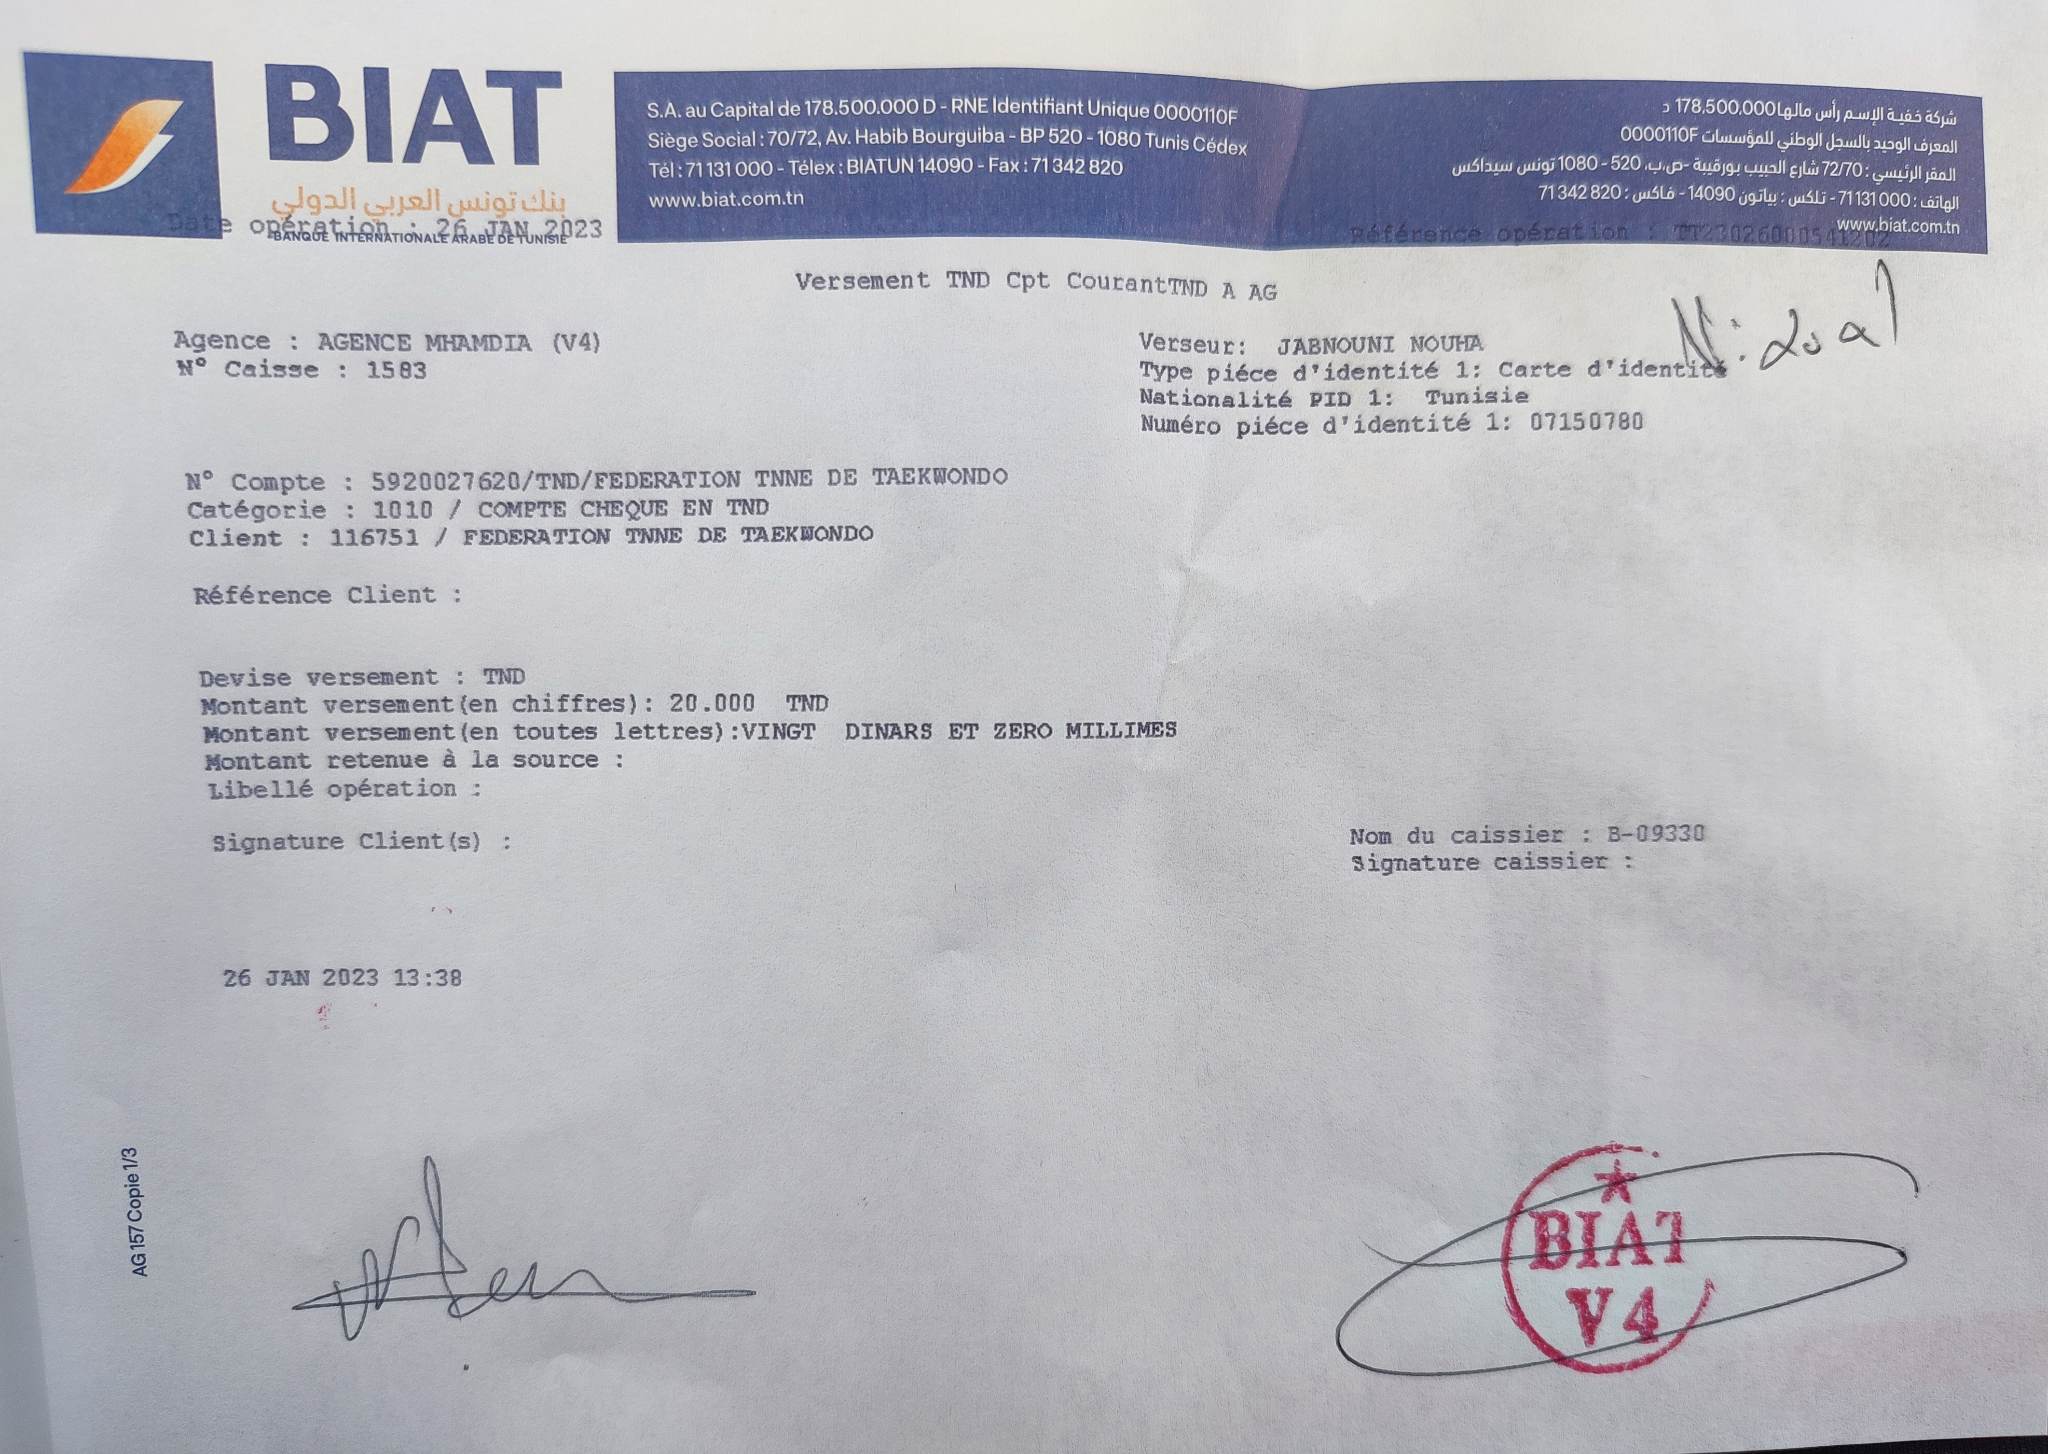 BIAT
بنك تونس العربي الدولي
BANQUE INTERNATIONALE ARABE DE TUNISIE
S.A. au Capital de 178.500.000 D - RNE Identifiant Unique 0000110F
Siège Social : 70/72, Av. Habib Bourguiba - BP 520 - 1080 Tunis Cédex
Tél : 71 131 000 - Télex : BIATUN 14090 - Fax : 71 342 820
www.biat.com.tn
شركة خفية الإسم رأس مالها 178,500,000 د
المعرف الوحيد بالسجل الوطني للمؤسسات 0000110F
المقر الرئيسي : 72/70 شارع الحبيب بورقيبة -ص.ب. 520 - 1080 تونس سيداكس
الهاتف : 71131 000 - تلكس : بياتون 14090 - فاكس : 71 342 820
www.biat.com.tn
Date opération : 26 JAN 2023
Référence opération : TT23026000541202
Versement TND Cpt CourantTND A AG
Agence : AGENCE MHAMDIA (V4)
N° Caisse : 1583
Verseur: JABNOUNI NOUHA
Type piéce d'identité 1: Carte d'identité
Nationalité PID 1: Tunisie
Numéro piéce d'identité 1: 07150780
N° Compte : 5920027620/TND/FEDERATION TNNE DE TAEKWONDO
Catégorie : 1010 / COMPTE CHEQUE EN TND
Client : 116751 / FEDERATION TNNE DE TAEKWONDO
Référence Client :
Devise versement : TND
Montant versement(en chiffres): 20.000 TND
Montant versement(en toutes lettres):VINGT DINARS ET ZERO MILLIMES
Montant retenue à la source :
Libellé opération :
Signature Client(s) :
Nom du caissier : B-09330
Signature caissier :
26 JAN 2023 13:38
AG 157 Copie 1/3
BIAT
V4